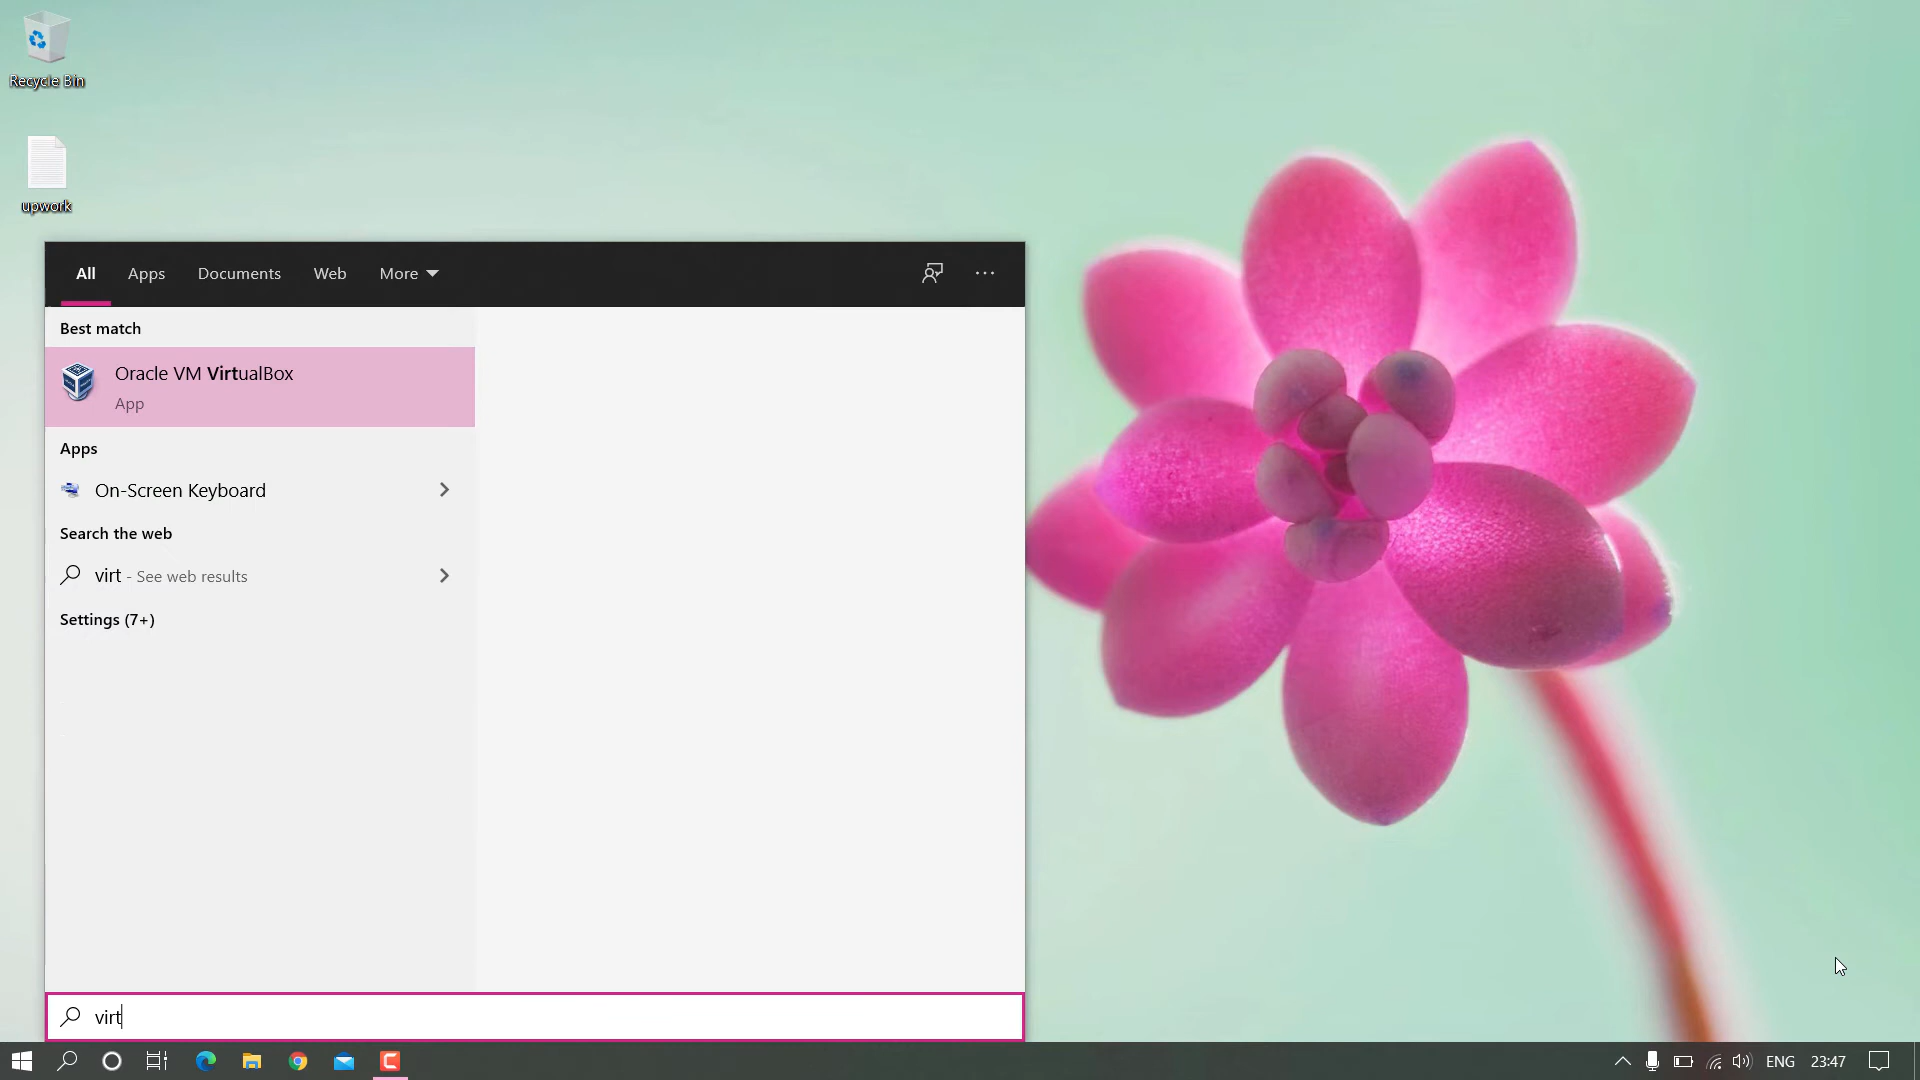 Recycle Bin
upwork
All Apps Documents Web More
Best match
Oracle VM VirtualBox
App
Apps
On-Screen Keyboard
Search the web
virt - See web results
Settings (7+)
virt
ENG 23:47